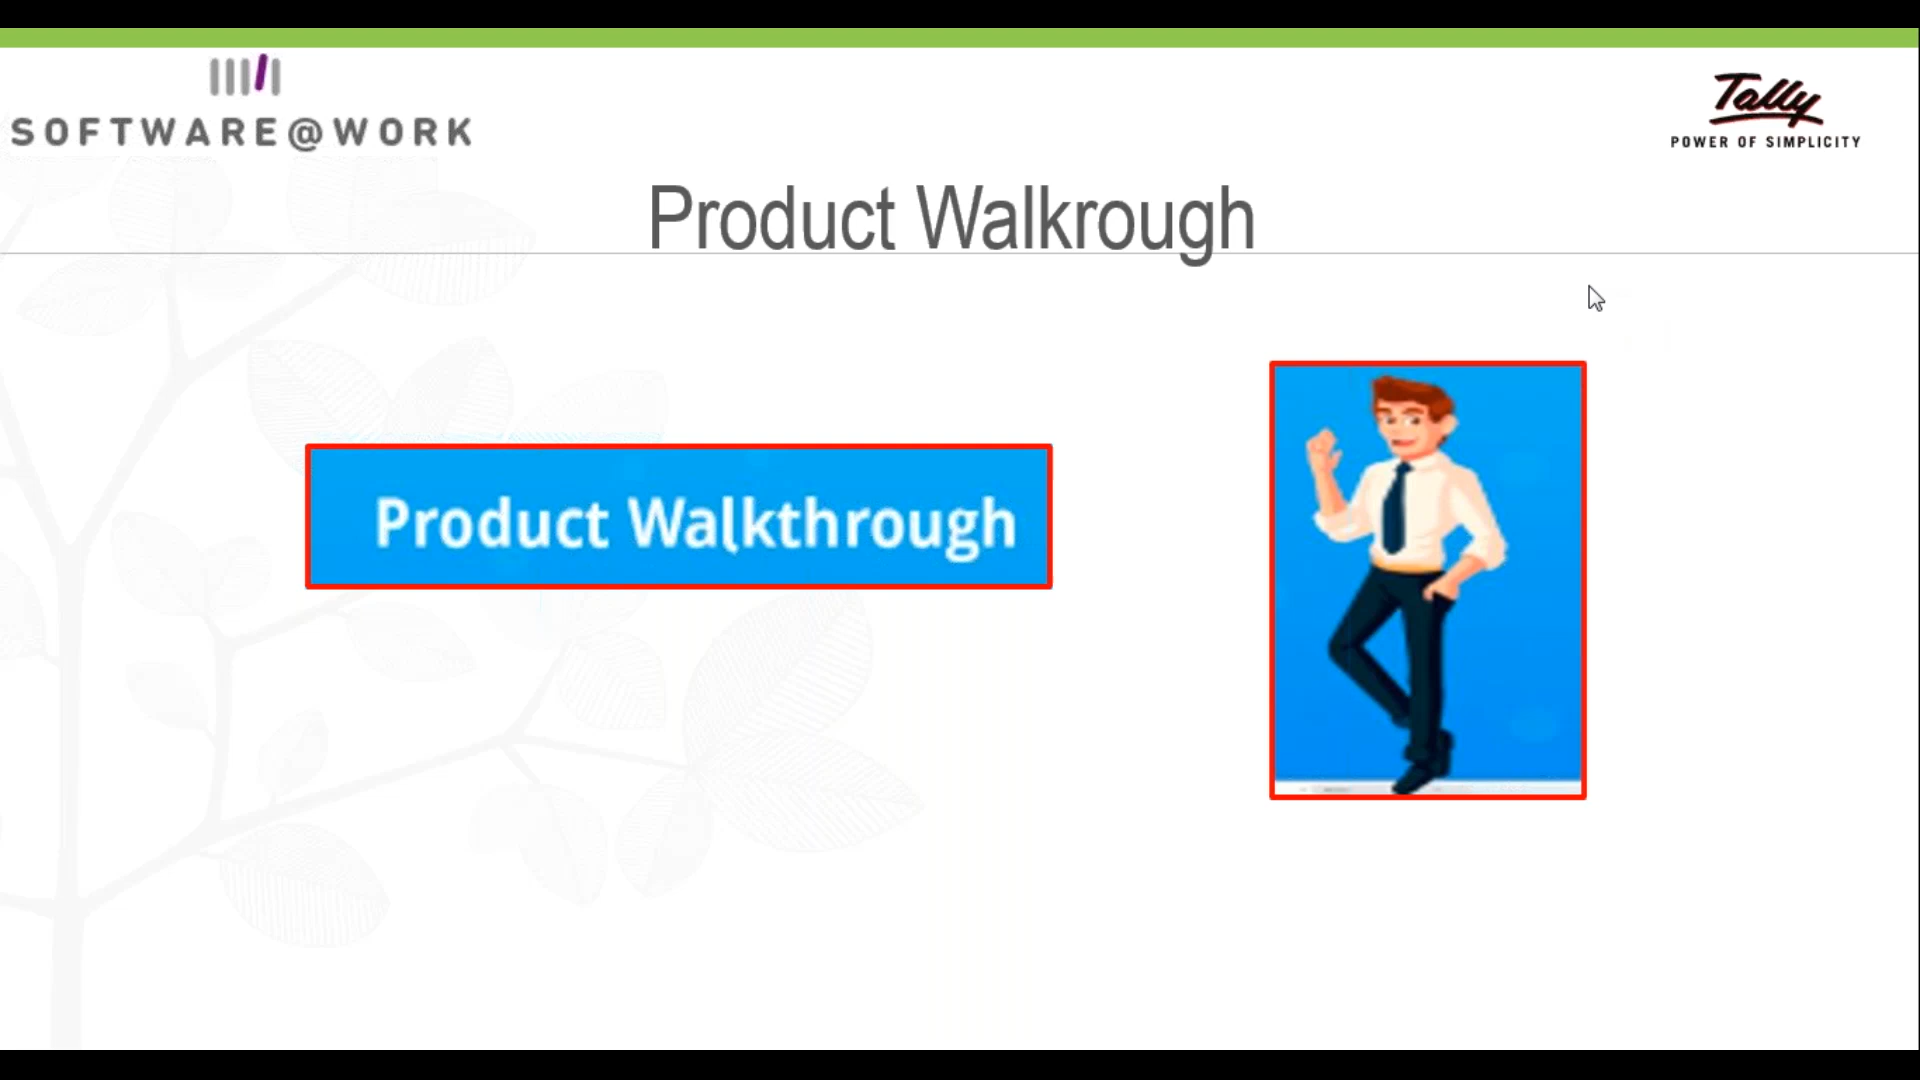 SOFTWARE@WORK
Tally
POWER OF SIMPLICITY
Product Walkrough
Product Walkthrough